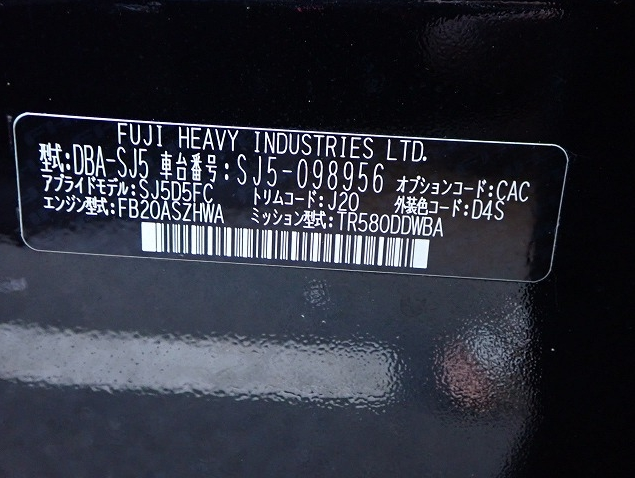 FUJI HEAVY INDUSTRIES LTD.
型式:DBA-SJ5 車台番号:SJ5-098956 オプションコード:CAC
アプライドモデル:SJ5D5FC トリムコード:J20 外装色コード:D4S
エンジン型式:FB20ASZHWA ミッション型式:TR580DDWBA